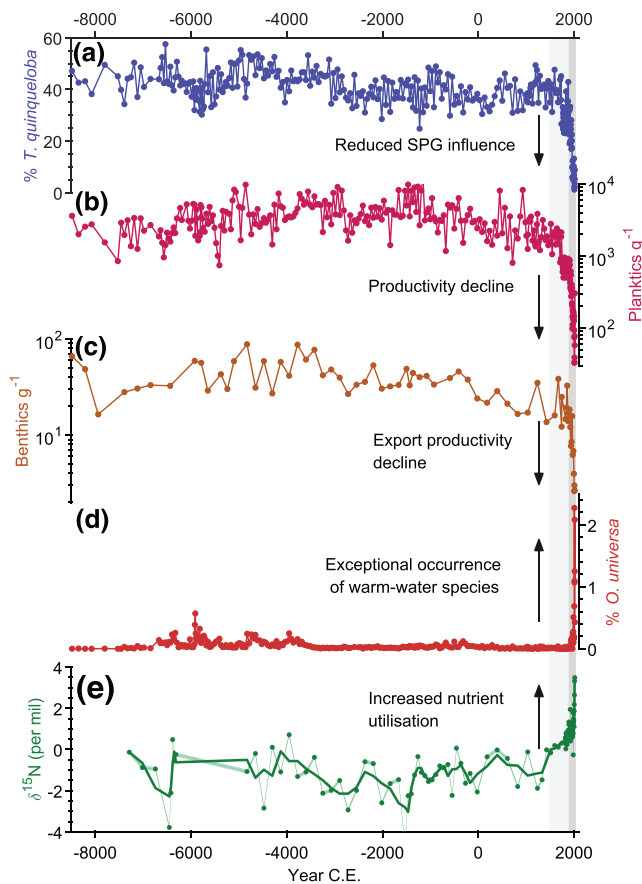 -8000 -6000 -4000 -2000 0 2000
(a)
60
40
20
0
% T. quinqueloba
Reduced SPG influence
(b)
10⁴
10³
10²
Planktics g⁻¹
Productivity decline
(c)
10²
10¹
Benthics g⁻¹
Export productivity
decline
(d)
2
1
0
% O. universa
Exceptional occurrence
of warm-water species
(e)
4
2
0
-2
-4
δ¹⁵N (per mil)
Increased nutrient
utilisation
-8000 -6000 -4000 -2000 0 2000
Year C.E.